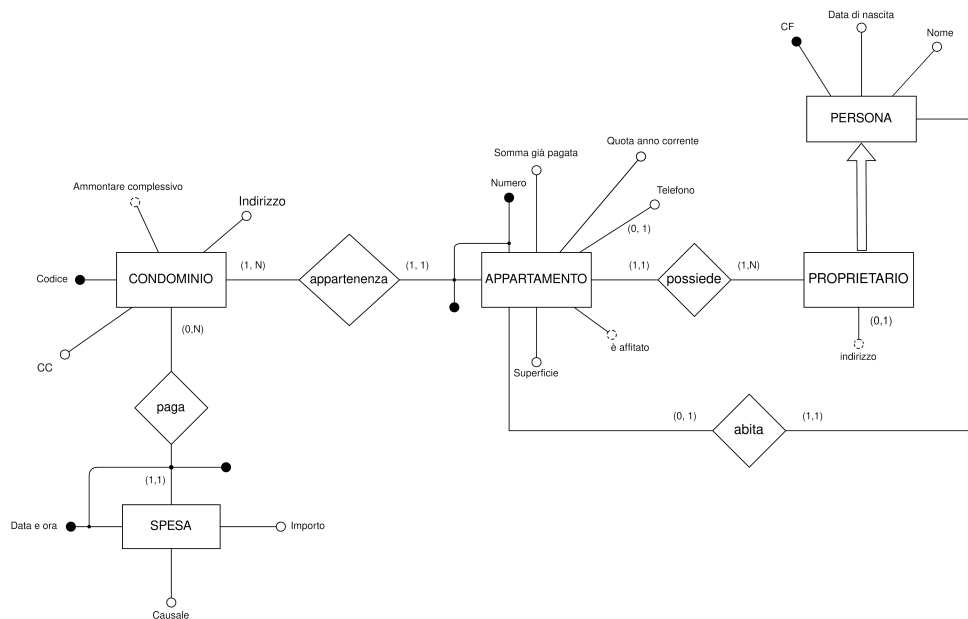 Data di nascita
CF
Nome
PERSONA
Quota anno corrente
Somma già pagata
Numero
Telefono
Ammontare complessivo
Indirizzo
(0, 1)
Codice
CONDOMINIO
(1, N)
appartenenza
(1, 1)
APPARTAMENTO
(1,1)
possiede
(1,N)
PROPRIETARIO
(0,N)
(0,1)
è affitato
indirizzo
CC
Superficie
paga
(0, 1)
abita
(1,1)
(1,1)
Data e ora
SPESA
Importo
Causale